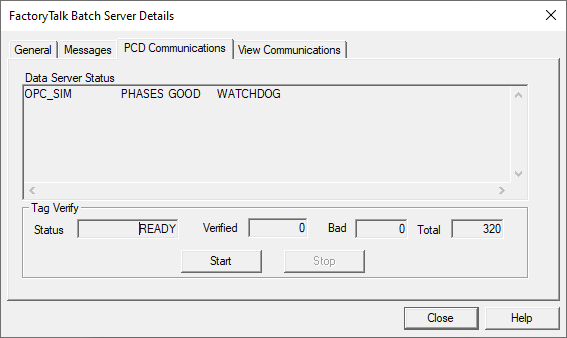 FactoryTalk Batch Server Details
General Messages PCD Communications View Communications
Data Server Status
OPC_SIM PHASES GOOD WATCHDOG
Tag Verify
Status READY Verified 0 Bad 0 Total 320
Start Stop
Close Help